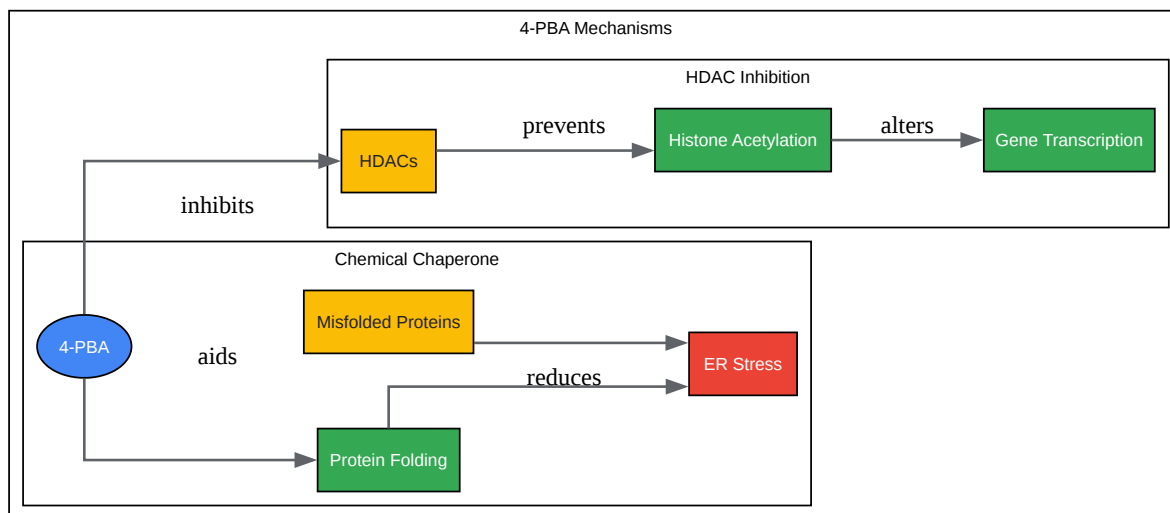 4-PBA Mechanisms
HDAC Inhibition
HDACs
prevents
Histone Acetylation
alters
Gene Transcription
inhibits
Chemical Chaperone
4-PBA
aids
Misfolded Proteins
reduces
ER Stress
Protein Folding